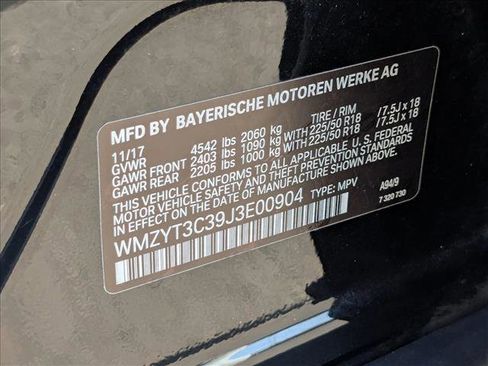 MFD BY BAYERISCHE MOTOREN WERKE AG
11/17 TIRE / RIM
GVWR 4542 lbs 2060 kg
GAWR FRONT 2403 lbs 1090 kg WITH 225/50 R18 / 7.5J x 18
GAWR REAR 2205 lbs 1000 kg WITH 225/50 R18 / 7.5J x 18
THIS VEHICLE CONFORMS TO ALL APPLICABLE U.S. FEDERAL
MOTOR VEHICLE SAFETY AND THEFT PREVENTION STANDARDS
IN EFFECT ON THE DATE OF MANUFACTURE SHOWN ABOVE.
WMZYT3C39J3E00904 TYPE: MPV A94/9
7 320 730